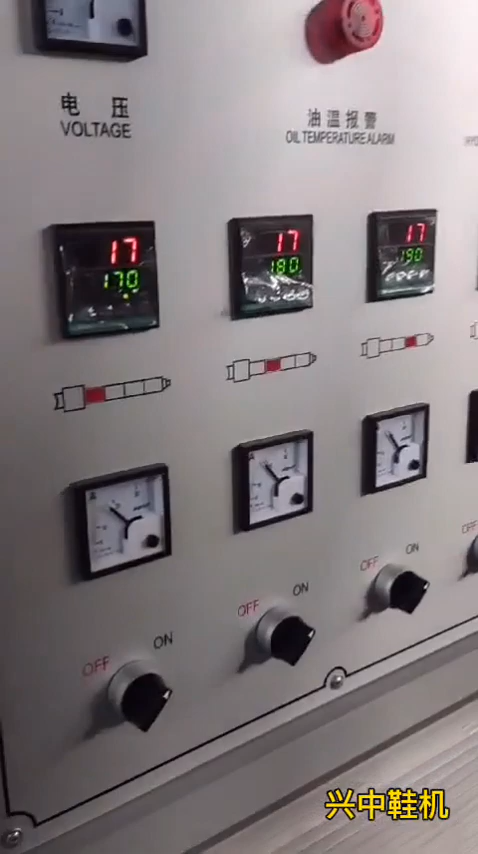 电 压
VOLTAGE
油温报警
OIL TEMPERATURE ALARM
17
170
17
180
17
190
OFF
ON
OFF
ON
OFF
ON
OFF
兴中鞋机